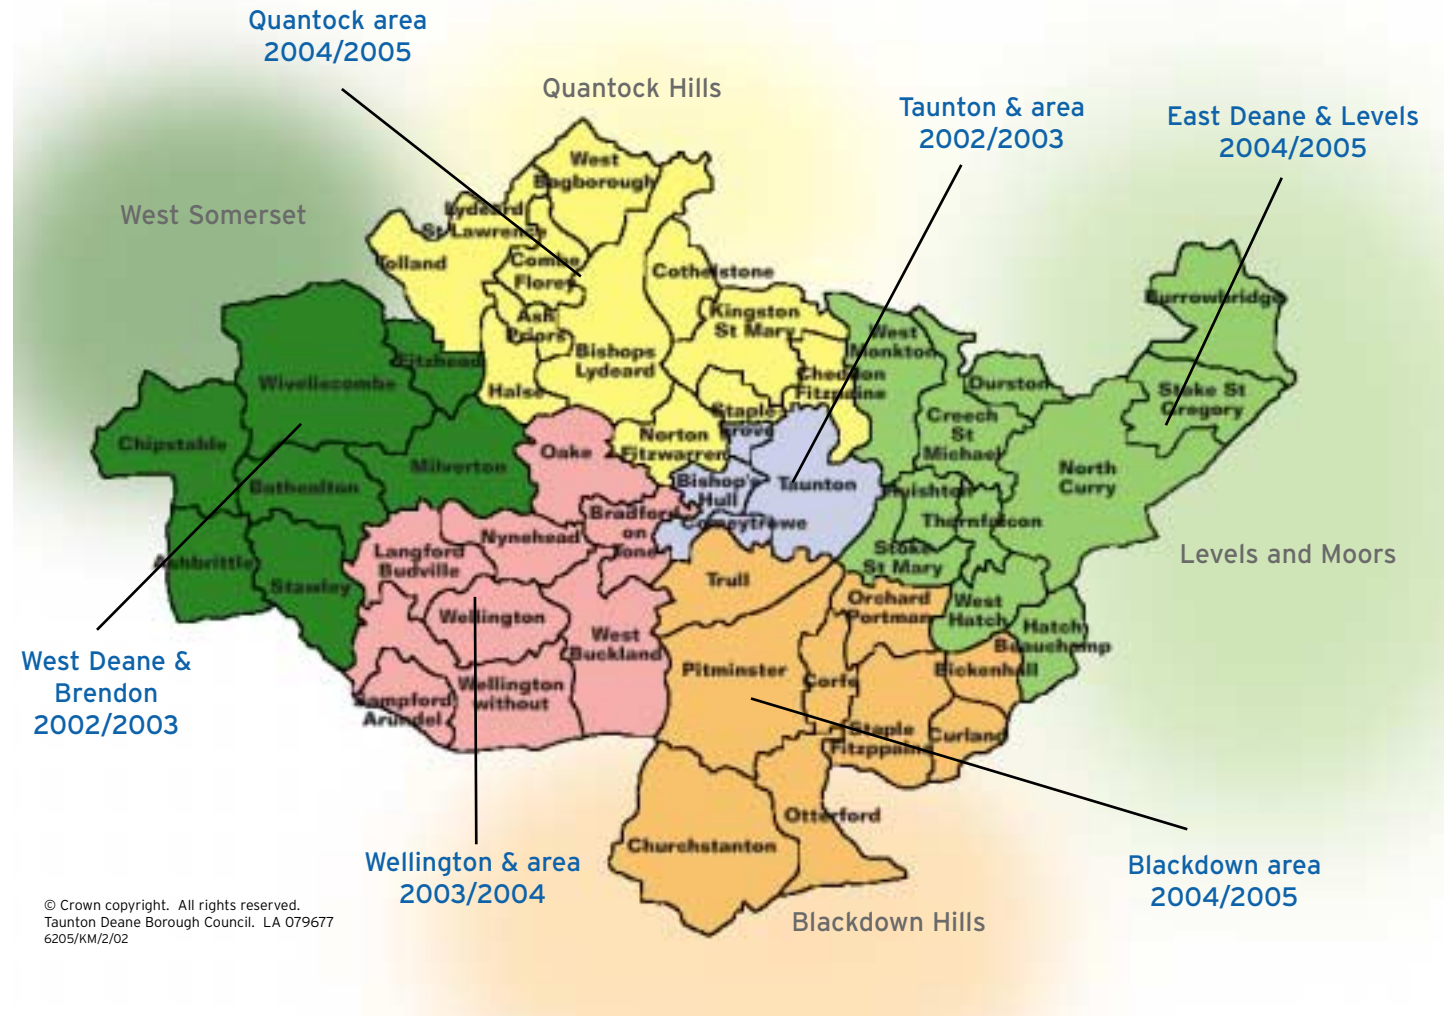 Quantock area
2004/2005
Quantock Hills
Taunton & area
2002/2003
East Deane & Levels
2004/2005
West Somerset
West
Bagborough
Lydeard
St Lawrence
Tolland
Combe
Florey
Cothelstone
Ash
Priors
Kingston
St Mary
Burrowbridge
West
Monkton
Fitzhead
Bishops
Lydeard
Halse
Wiveliscombe
Cheddon
Fitzpaine
Durston
Stoke St
Gregory
Staple
Grove
Creech
St
Michael
Chipstable
Norton
Fitzwarren
Oake
Milverton
North
Curry
Bathealton
Bishop's
Hull
Taunton
Ruishton
Bradford
on
Tone
Comeytrowe
Thornfalcon
Nynehead
Langford
Budville
Stoke
St Mary
Levels and Moors
Ashbrittle
Stawley
Trull
Orchard
Portman
West
Hatch
Wellington
West
Buckland
Hatch
Beauchamp
Pitminster
Corfe
Bickenhall
West Deane &
Brendon
2002/2003
Sampford
Arundel
Wellington
without
Staple
Fitzppaine
Curland
Otterford
Churchstanton
Wellington & area
2003/2004
Blackdown area
2004/2005
Blackdown Hills
© Crown copyright.  All rights reserved.
Taunton Deane Borough Council.  LA 079677
6205/KM/2/02